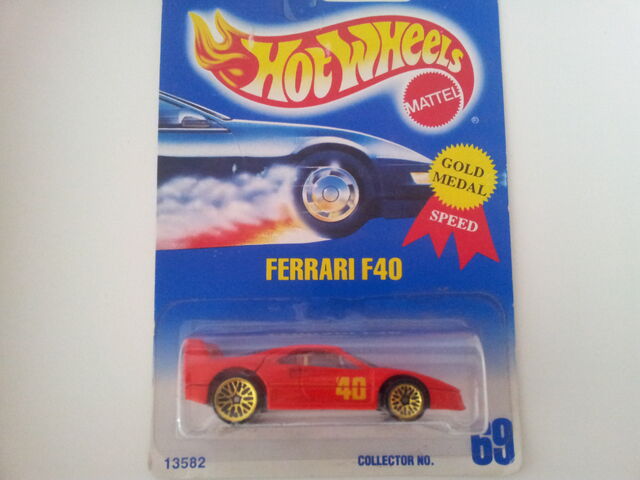 HOT WHEELS
MATTEL
®
GOLD
MEDAL
SPEED
FERRARI F40
40
13582
COLLECTOR NO.
69